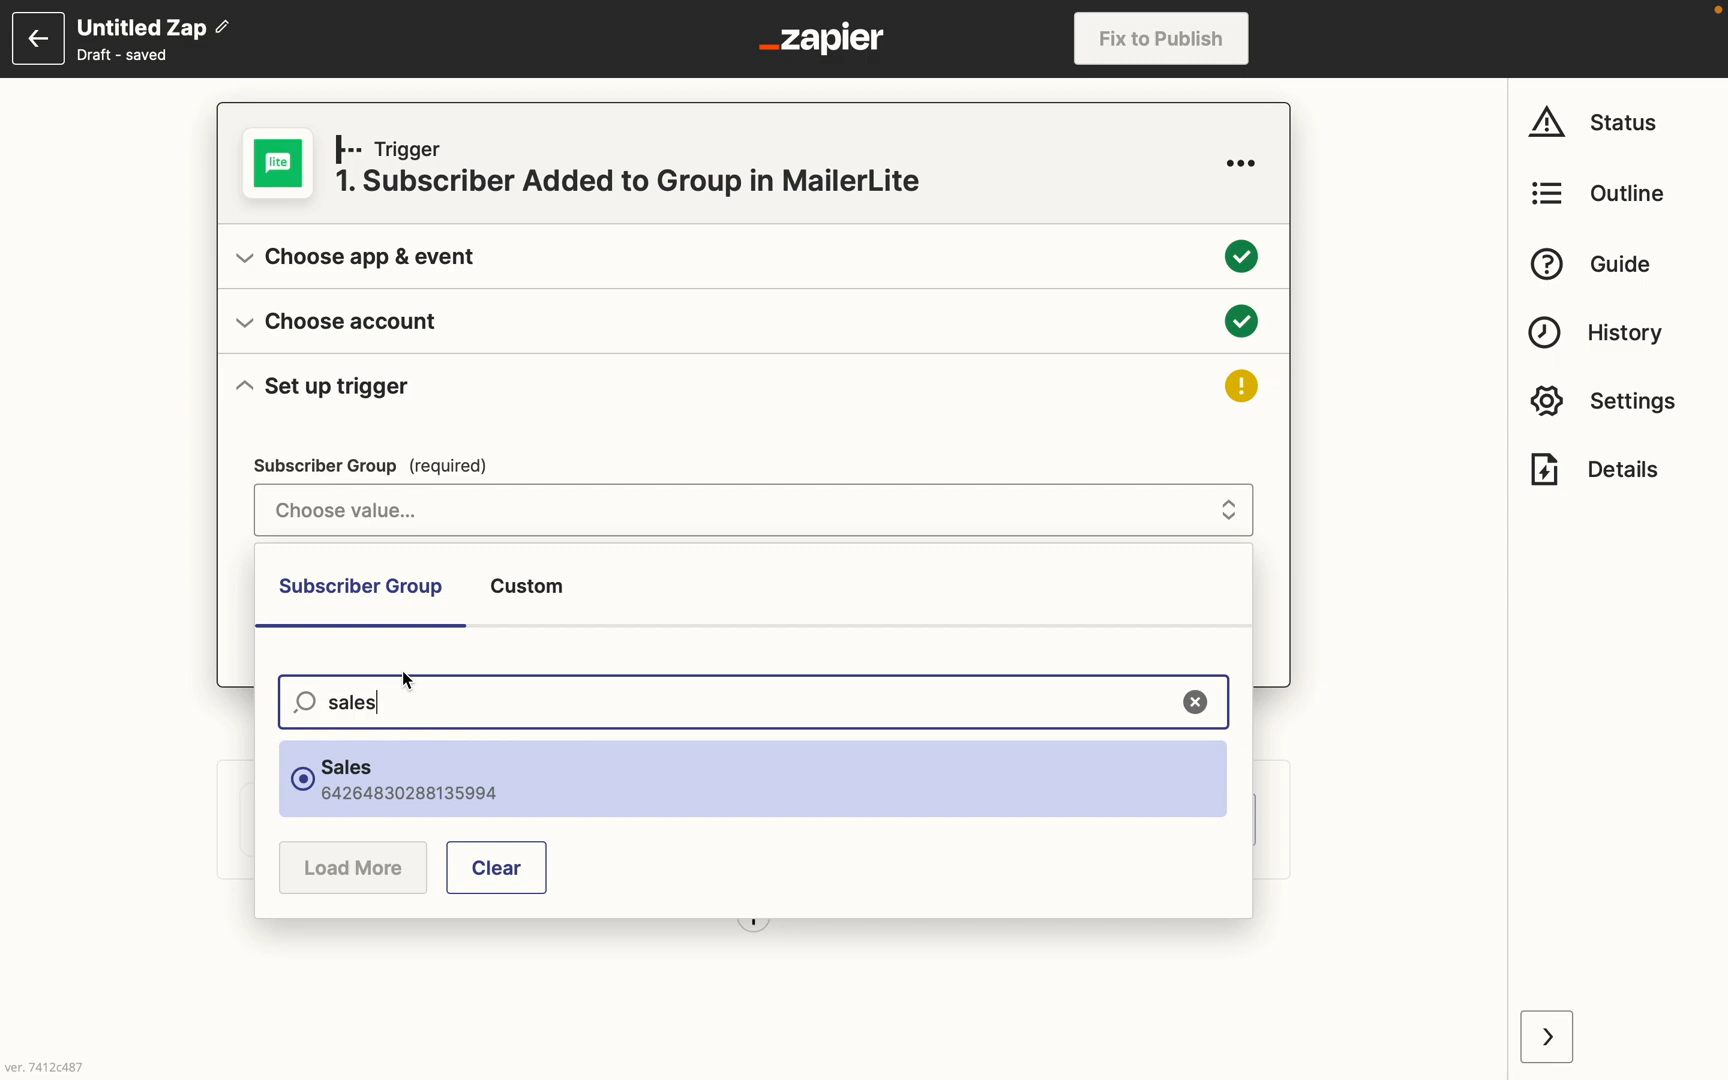 Untitled Zap
Draft - saved
zapier
Fix to Publish
Trigger
lite
1. Subscriber Added to Group in MailerLite
Choose app & event
Choose account
Set up trigger
Subscriber Group (required)
Choose value...
Subscriber Group Custom
sales
Sales
64264830288135994
Load More Clear
Status
Outline
Guide
History
Settings
Details
ver. 7412c487